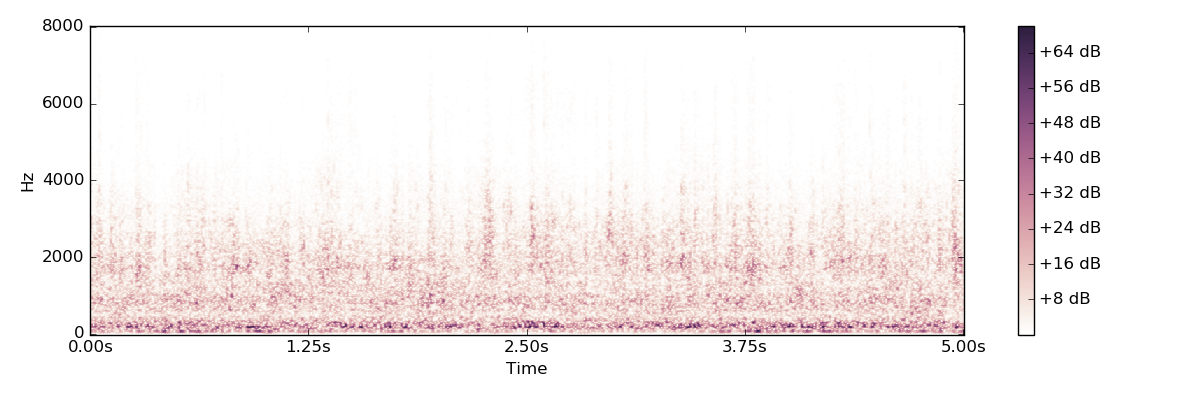 8000
6000
4000
2000
0
Hz
0.00s 1.25s 2.50s 3.75s 5.00s
Time
+64 dB
+56 dB
+48 dB
+40 dB
+32 dB
+24 dB
+16 dB
+8 dB